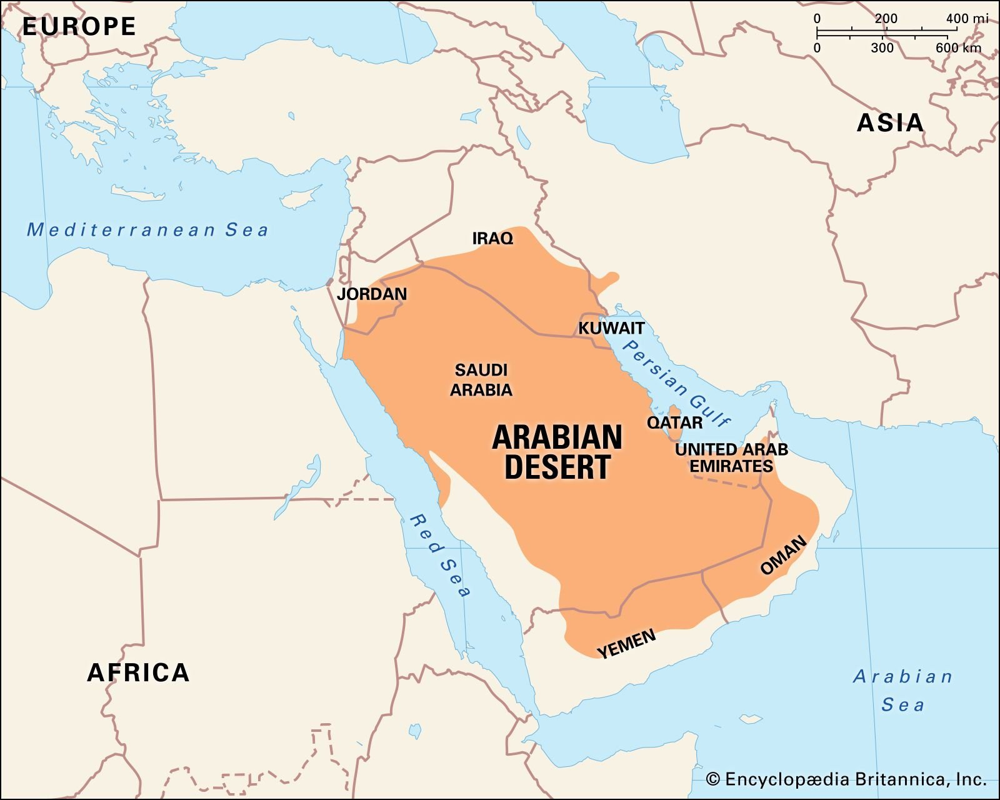 EUROPE
0 200 400 mi
0 300 600 km
ASIA
Mediterranean Sea
IRAQ
JORDAN
KUWAIT
Persian Gulf
SAUDI
ARABIA
QATAR
ARABIAN
DESERT
UNITED ARAB
EMIRATES
Red Sea
OMAN
YEMEN
AFRICA
Arabian
Sea
© Encyclopædia Britannica, Inc.